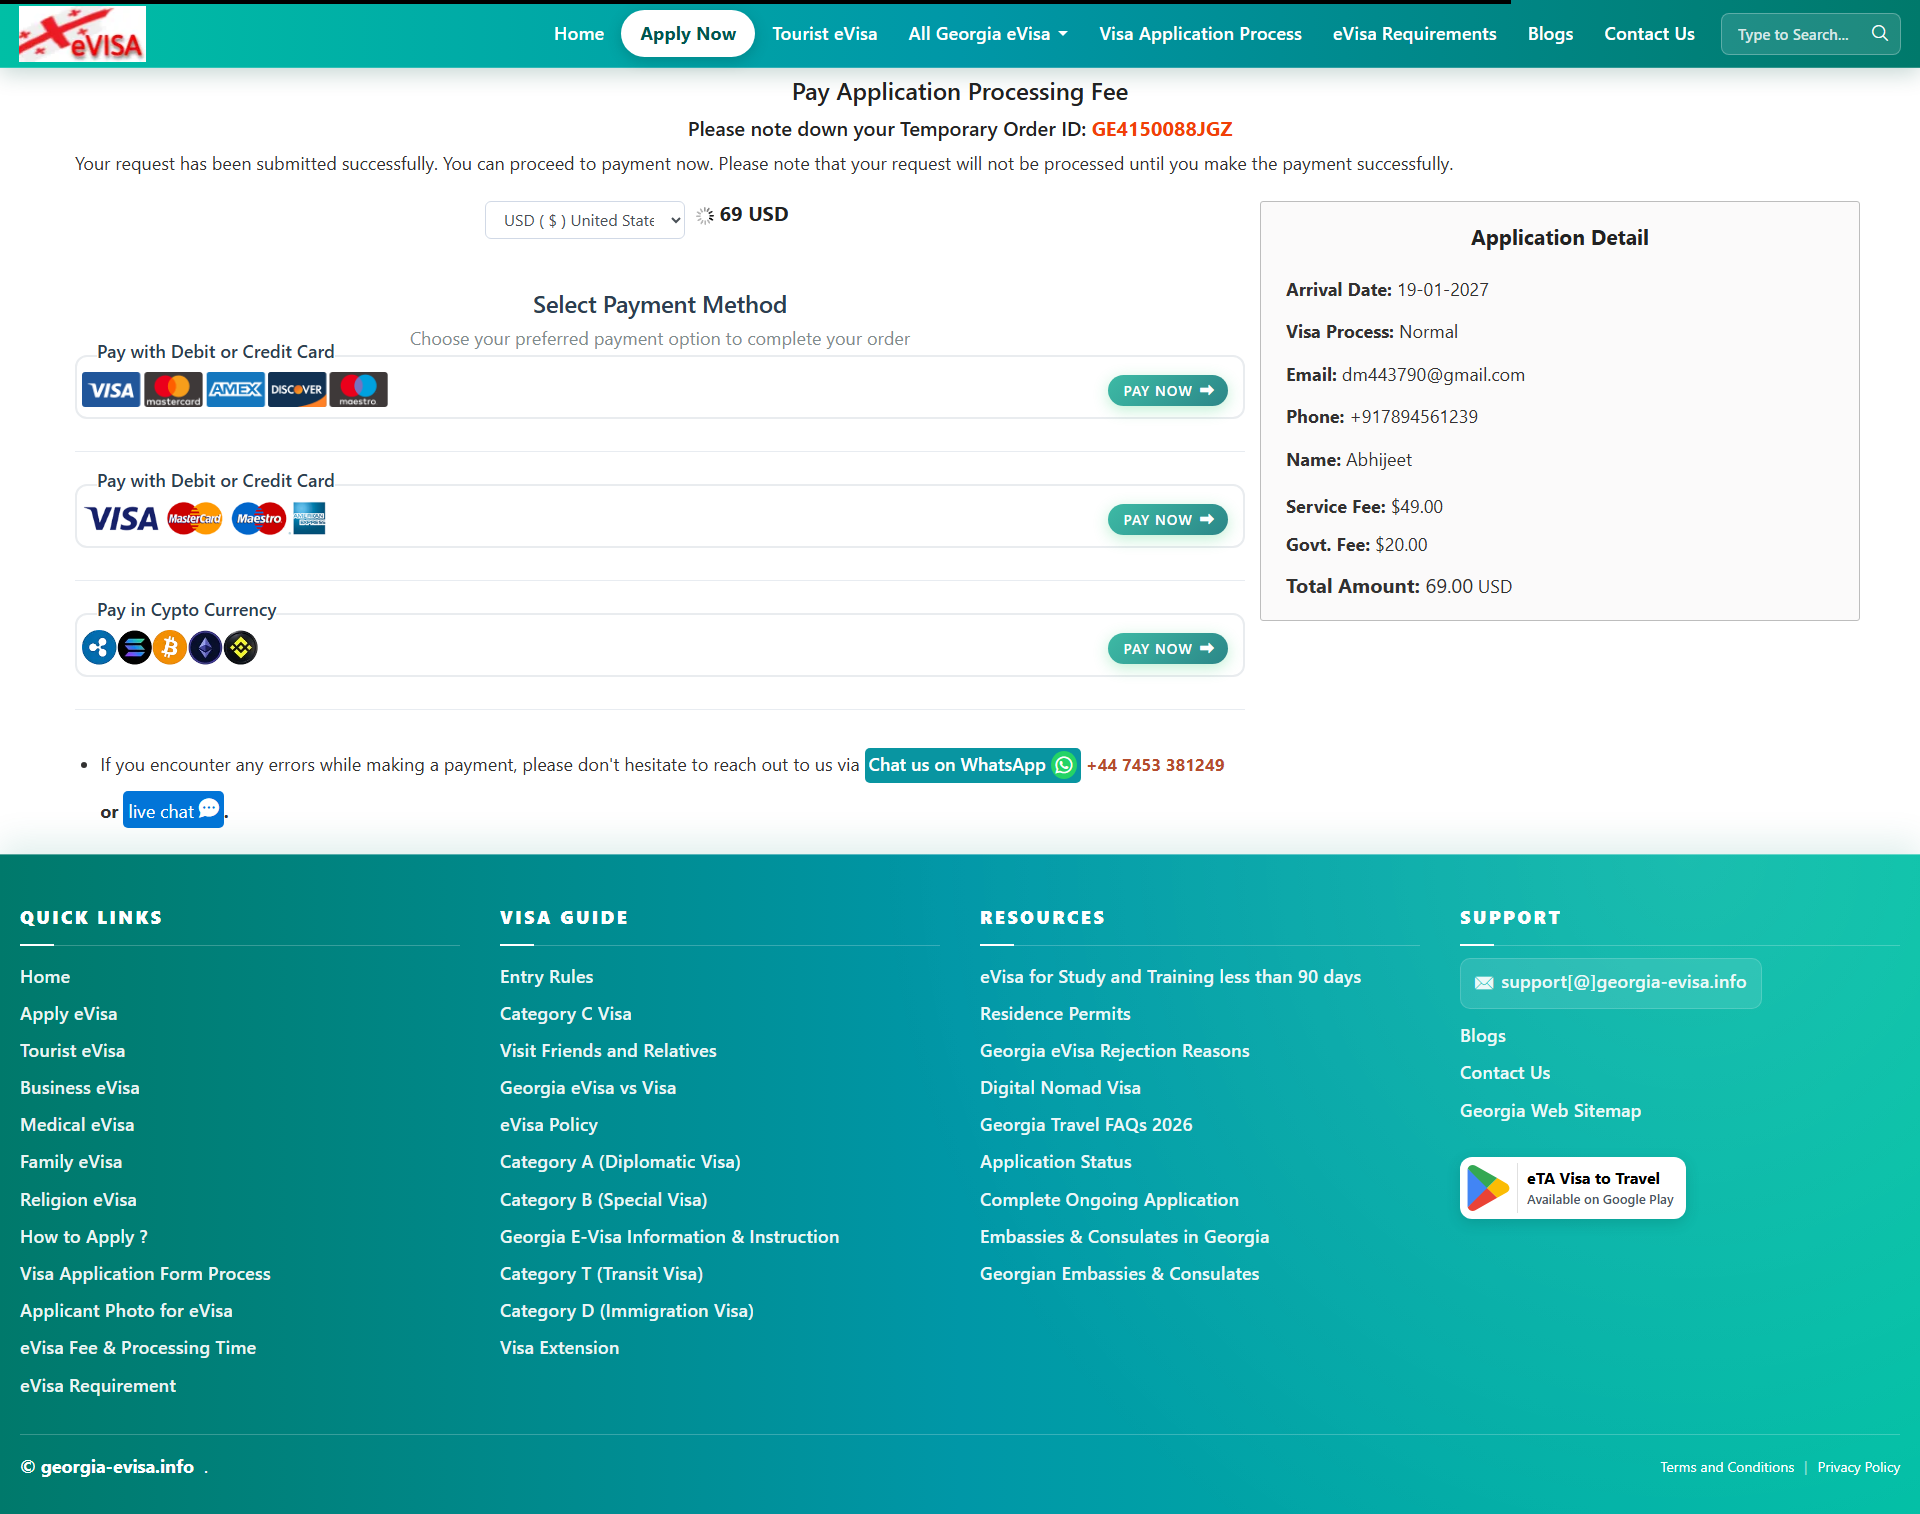 eVISA
Home
Apply Now
Tourist eVisa
All Georgia eVisa
Visa Application Process
eVisa Requirements
Blogs
Contact Us
Type to Search...
Pay Application Processing Fee
Please note down your Temporary Order ID: GE4150088JGZ
Your request has been submitted successfully. You can proceed to payment now. Please note that your request will not be processed until you make the payment successfully.
USD ( $ ) United State
69 USD
Select Payment Method
Choose your preferred payment option to complete your order
Pay with Debit or Credit Card
VISA
mastercard
AMEX
DISCOVER
maestro
PAY NOW
Pay with Debit or Credit Card
VISA
MasterCard
Maestro
AMERICAN EXPRESS
PAY NOW
Pay in Cypto Currency
PAY NOW
If you encounter any errors while making a payment, please don't hesitate to reach out to us via Chat us on WhatsApp +44 7453 381249
or live chat .
Application Detail
Arrival Date: 19-01-2027
Visa Process: Normal
Email: dm443790@gmail.com
Phone: +917894561239
Name: Abhijeet
Service Fee: $49.00
Govt. Fee: $20.00
Total Amount: 69.00 USD
QUICK LINKS
Home
Apply eVisa
Tourist eVisa
Business eVisa
Medical eVisa
Family eVisa
Religion eVisa
How to Apply ?
Visa Application Form Process
Applicant Photo for eVisa
eVisa Fee & Processing Time
eVisa Requirement
VISA GUIDE
Entry Rules
Category C Visa
Visit Friends and Relatives
Georgia eVisa vs Visa
eVisa Policy
Category A (Diplomatic Visa)
Category B (Special Visa)
Georgia E-Visa Information & Instruction
Category T (Transit Visa)
Category D (Immigration Visa)
Visa Extension
RESOURCES
eVisa for Study and Training less than 90 days
Residence Permits
Georgia eVisa Rejection Reasons
Digital Nomad Visa
Georgia Travel FAQs 2026
Application Status
Complete Ongoing Application
Embassies & Consulates in Georgia
Georgian Embassies & Consulates
SUPPORT
support[@]georgia-evisa.info
Blogs
Contact Us
Georgia Web Sitemap
eTA Visa to Travel
Available on Google Play
© georgia-evisa.info .
Terms and Conditions | Privacy Policy